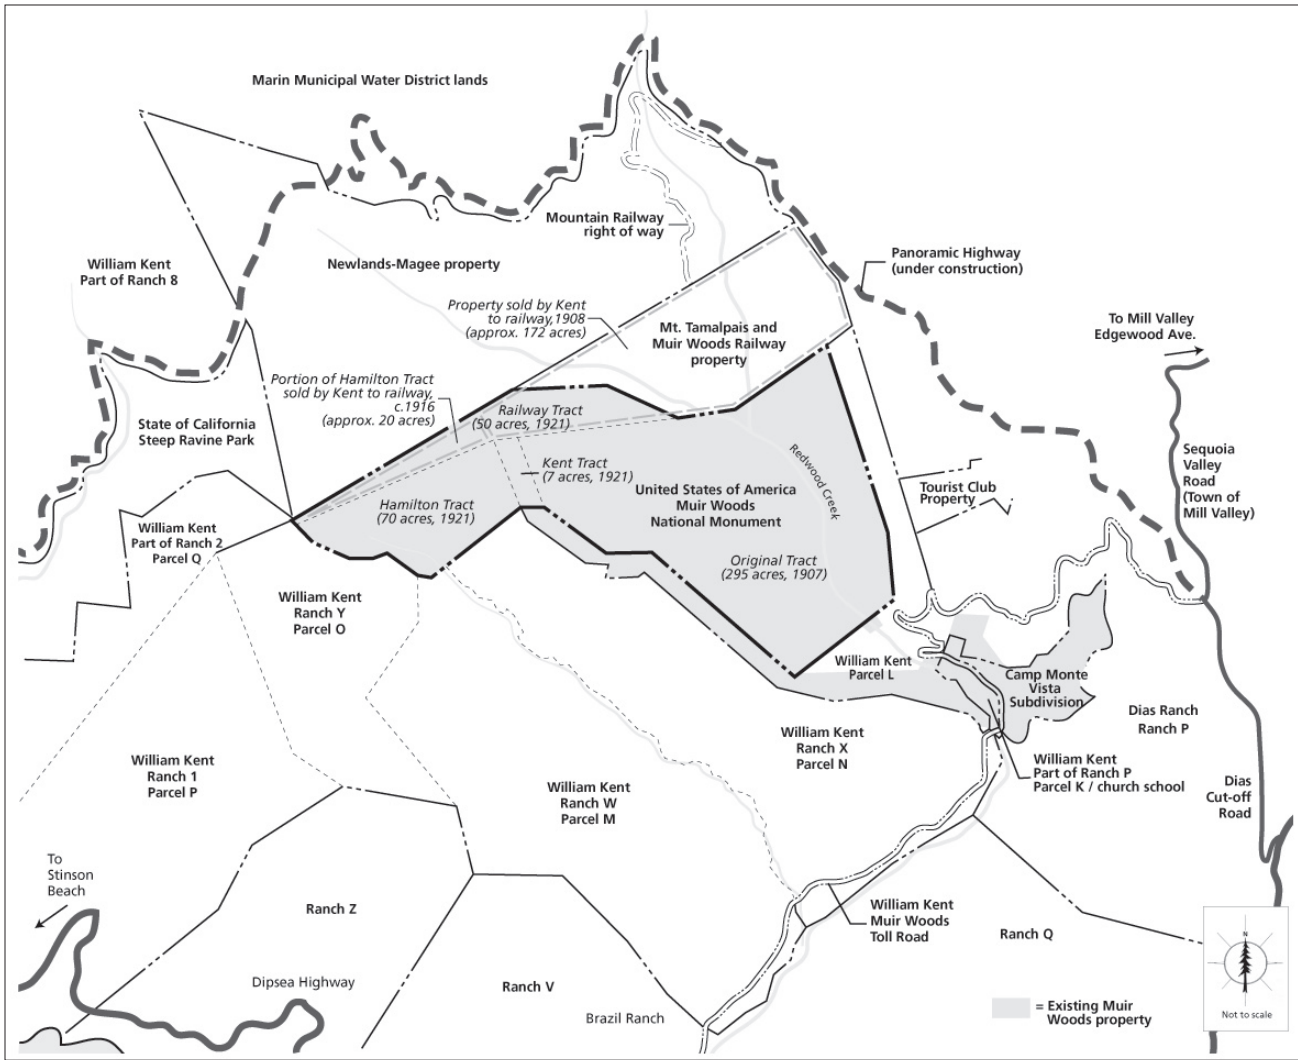 Marin Municipal Water District lands
Mountain Railway
right of way
William Kent
Part of Ranch 8
Newlands-Magee property
Panoramic Highway
(under construction)
Property sold by Kent
to railway,1908
(approx. 172 acres)
Mt. Tamalpais and
Muir Woods Railway
property
To Mill Valley
Edgewood Ave.
Portion of Hamilton Tract
sold by Kent to railway,
c.1916
(approx. 20 acres)
State of California
Steep Ravine Park
Railway Tract
(50 acres, 1921)
Kent Tract
(7 acres, 1921)
Redwood Creek
Sequoia
Valley
Road
(Town of
Mill Valley)
Tourist Club
Property
United States of America
Muir Woods
National Monument
Hamilton Tract
(70 acres, 1921)
William Kent
Part of Ranch 2
Parcel Q
Original Tract
(295 acres, 1907)
William Kent
Ranch Y
Parcel O
William Kent
Parcel L
Camp Monte
Vista
Subdivision
Dias Ranch
Ranch P
William Kent
Ranch X
Parcel N
William Kent
Ranch 1
Parcel P
William Kent
Part of Ranch P
Parcel K / church school
William Kent
Ranch W
Parcel M
Dias
Cut-off
Road
To
Stinson
Beach
Ranch Z
William Kent
Muir Woods
Toll Road
Ranch Q
Dipsea Highway
Ranch V
Brazil Ranch
= Existing Muir
Woods property
N
Not to scale